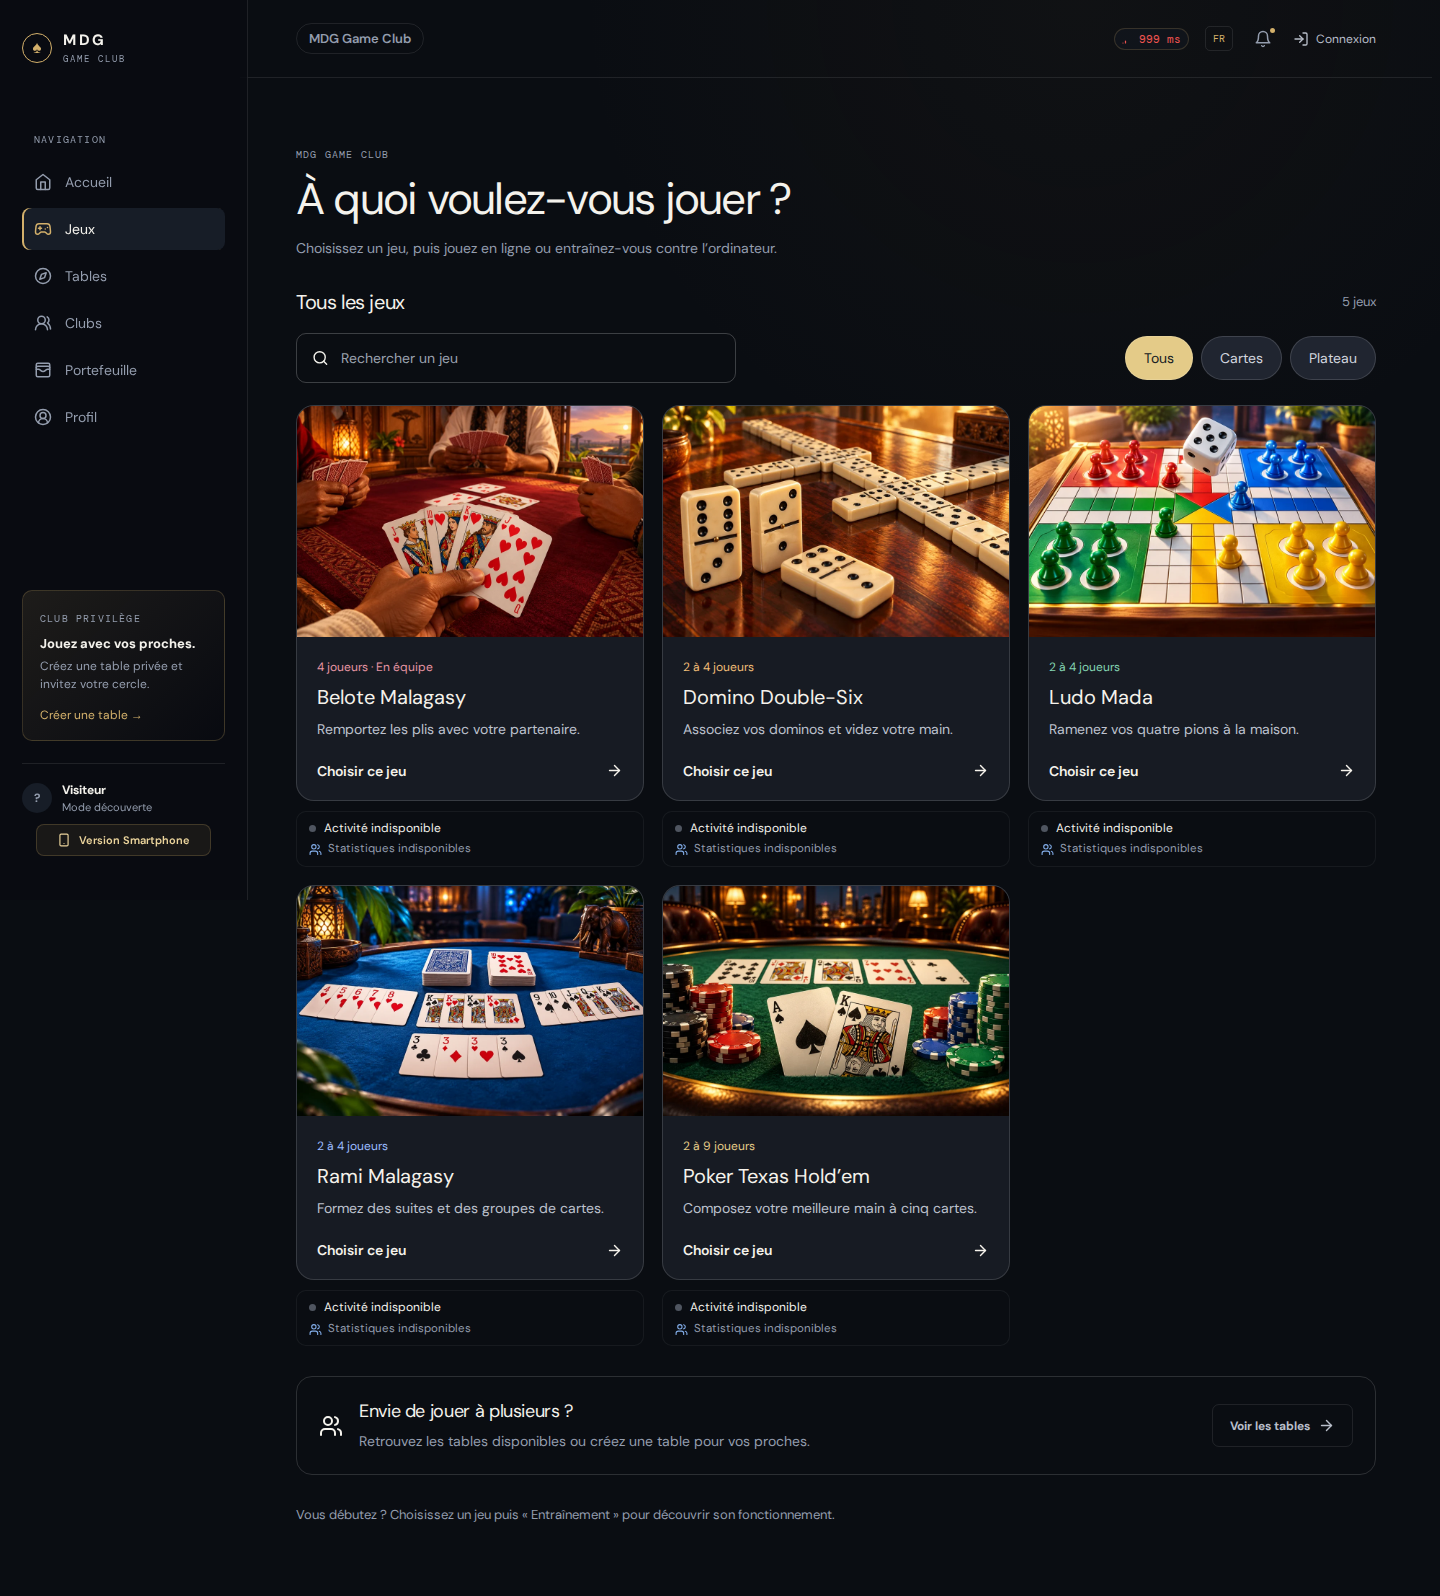 MDG
GAME CLUB
NAVIGATION
Accueil
Jeux
Tables
Clubs
Portefeuille
Profil
CLUB PRIVILÈGE
Jouez avec vos proches.
Créez une table privée et
invitez votre cercle.
Créer une table →
?
Visiteur
Mode découverte
Version Smartphone
MDG Game Club
999 ms
FR
Connexion
MDG GAME CLUB
À quoi voulez-vous jouer ?
Choisissez un jeu, puis jouez en ligne ou entraînez-vous contre l’ordinateur.
Tous les jeux
5 jeux
Rechercher un jeu
Tous
Cartes
Plateau
4 joueurs · En équipe
Belote Malagasy
Remportez les plis avec votre partenaire.
Choisir ce jeu
Activité indisponible
Statistiques indisponibles
2 à 4 joueurs
Domino Double-Six
Associez vos dominos et videz votre main.
Choisir ce jeu
Activité indisponible
Statistiques indisponibles
2 à 4 joueurs
Ludo Mada
Ramenez vos quatre pions à la maison.
Choisir ce jeu
Activité indisponible
Statistiques indisponibles
2 à 4 joueurs
Rami Malagasy
Formez des suites et des groupes de cartes.
Choisir ce jeu
Activité indisponible
Statistiques indisponibles
2 à 9 joueurs
Poker Texas Hold’em
Composez votre meilleure main à cinq cartes.
Choisir ce jeu
Activité indisponible
Statistiques indisponibles
Envie de jouer à plusieurs ?
Retrouvez les tables disponibles ou créez une table pour vos proches.
Voir les tables
Vous débutez ? Choisissez un jeu puis « Entraînement » pour découvrir son fonctionnement.